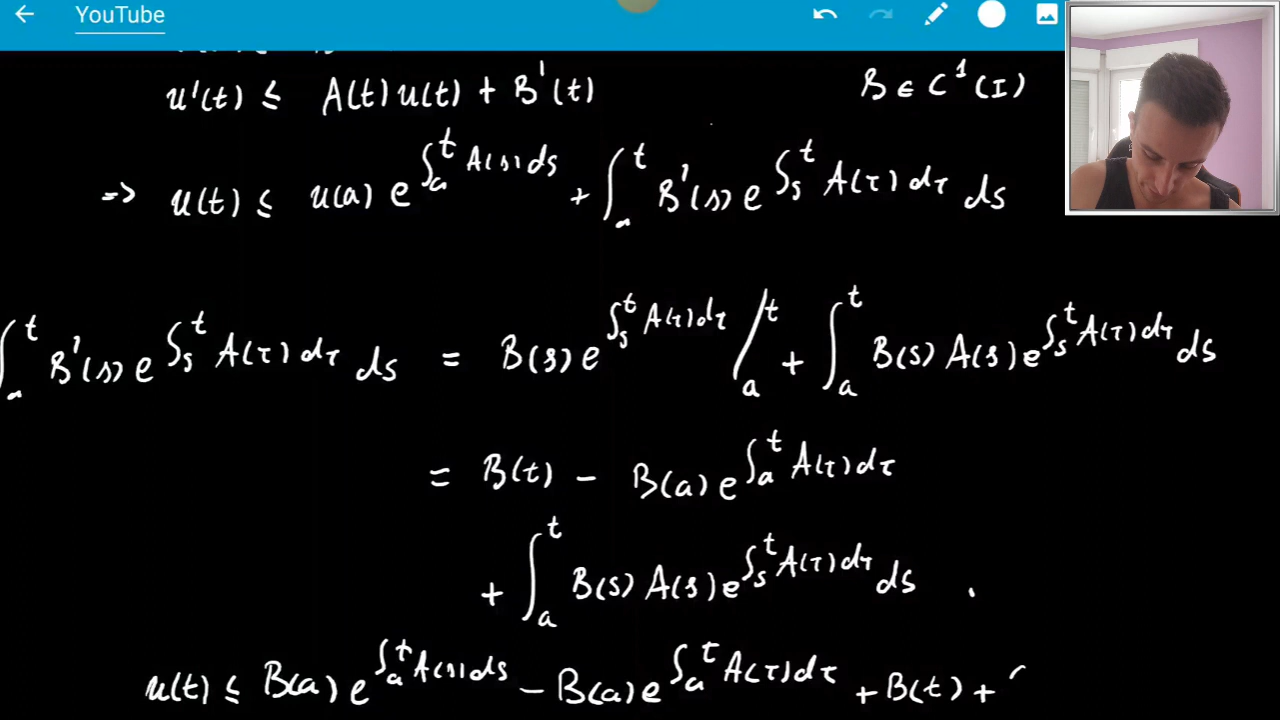 YouTube
u'(t) ≤ A(t)u(t) + B'(t) B ∈ C¹(I)
=> u(t) ≤ u(a) e^{∫_a^t A(s)ds} + ∫_a^t B'(s) e^{∫_s^t A(τ)dτ} ds
∫_a^t B'(s) e^{∫_s^t A(τ)dτ} ds = B(s) e^{∫_s^t A(τ)dτ} /_a^t + ∫_a^t B(s) A(s) e^{∫_s^t A(τ)dτ} ds
= B(t) - B(a) e^{∫_a^t A(τ)dτ}
+ ∫_a^t B(s) A(s) e^{∫_s^t A(τ)dτ} ds .
u(t) ≤ B(a) e^{∫_a^t A(s)ds} - B(a) e^{∫_a^t A(τ)dτ} + B(t) +